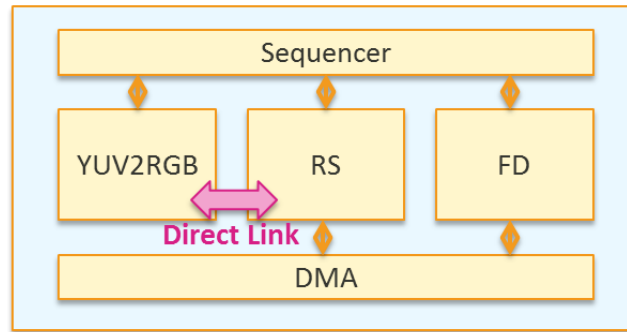 Sequencer
YUV2RGB
RS
FD
Direct Link
DMA